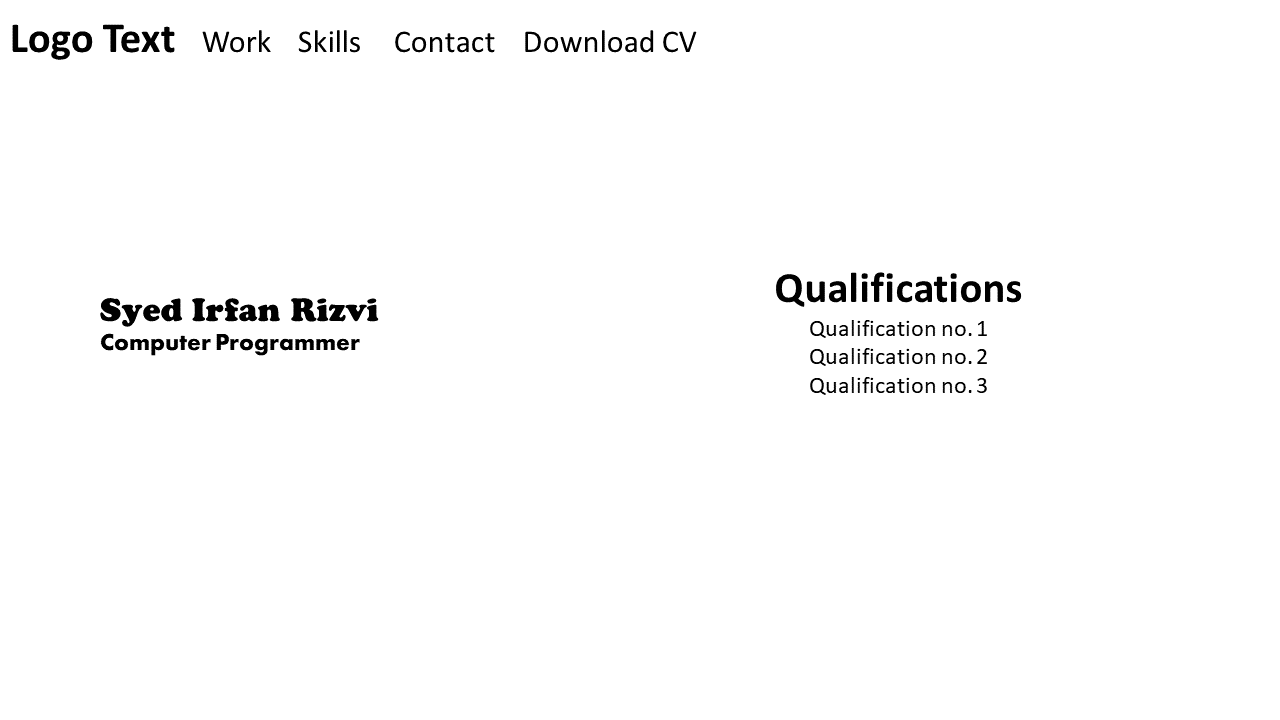 Logo Text Work Skills Contact Download CV
Syed Irfan Rizvi
Computer Programmer
Qualifications
Qualification no. 1
Qualification no. 2
Qualification no. 3